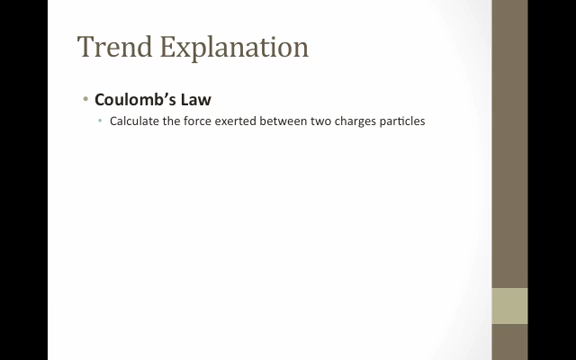 Trend Explanation
• Coulomb's Law
• Calculate the force exerted between two charges particles